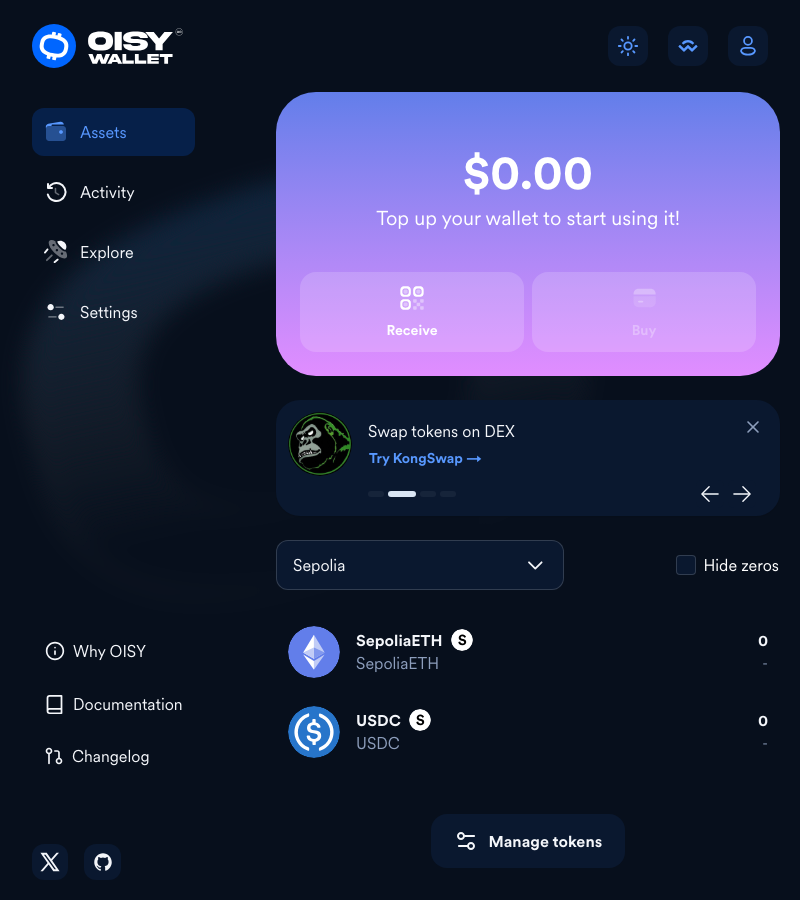 OISY
WALLET
Assets
Activity
Explore
Settings
$0.00
Top up your wallet to start using it!
Receive
Buy
Swap tokens on DEX
Try KongSwap →
Sepolia
Hide zeros
SepoliaETH S
SepoliaETH
0
-
USDC S
USDC
0
-
Manage tokens
Why OISY
Documentation
Changelog